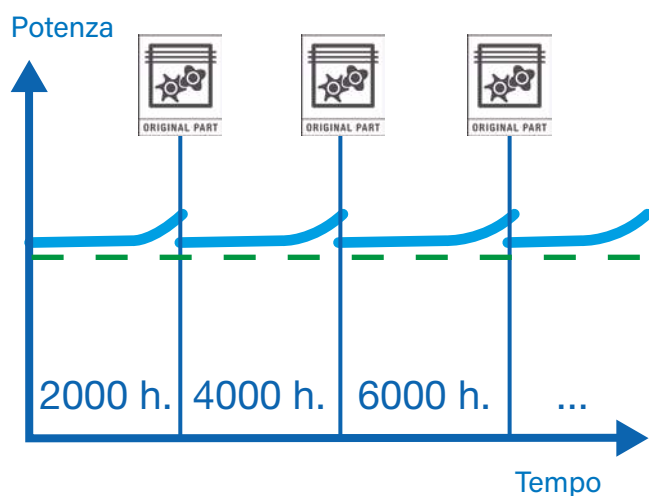 Potenza
ORIGINAL PART
ORIGINAL PART
ORIGINAL PART
2000 h.
4000 h.
6000 h.
...
Tempo